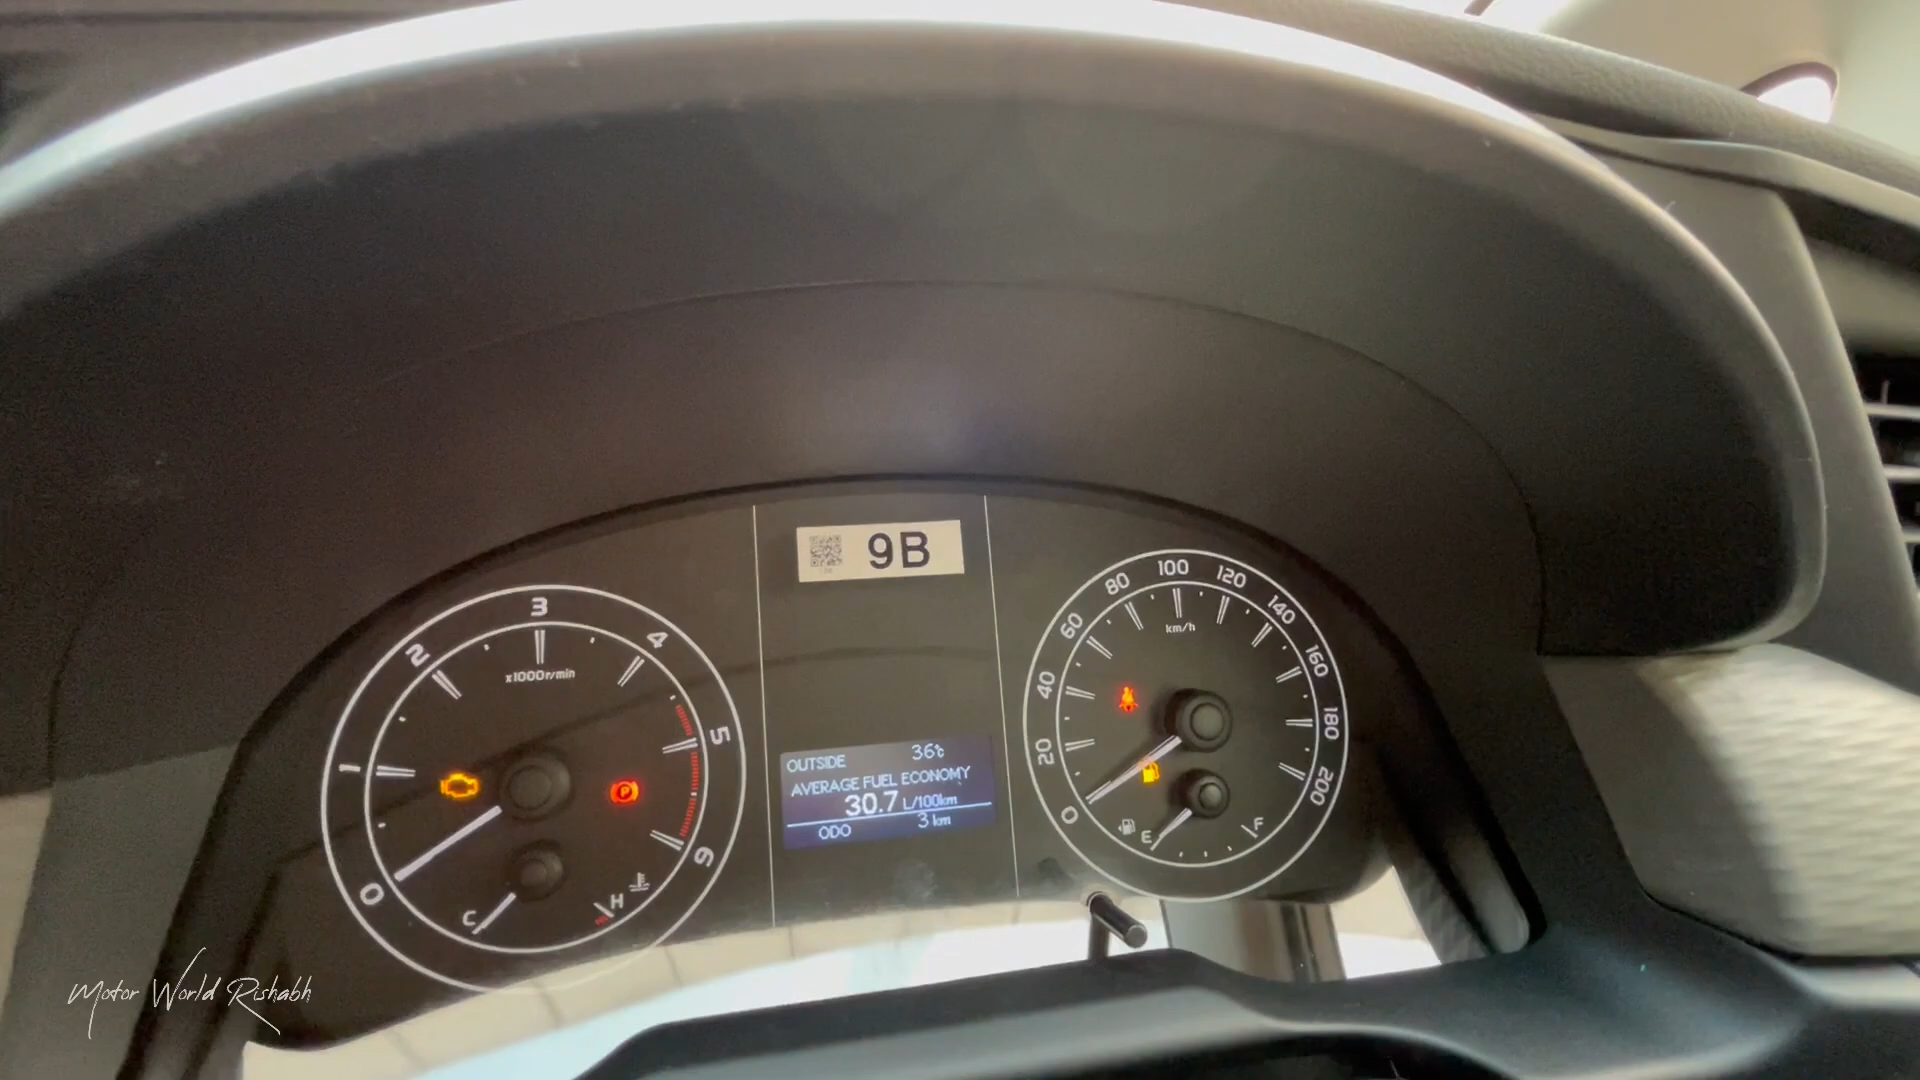 9B
0
1
2
3
4
5
6
x1000r/min
P
C
H
OUTSIDE 36℃
AVERAGE FUEL ECONOMY
30.7 L/100km
ODO 3 km
0
20
40
60
80
100
120
140
160
180
200
km/h
E
F
Motor World Rishabh